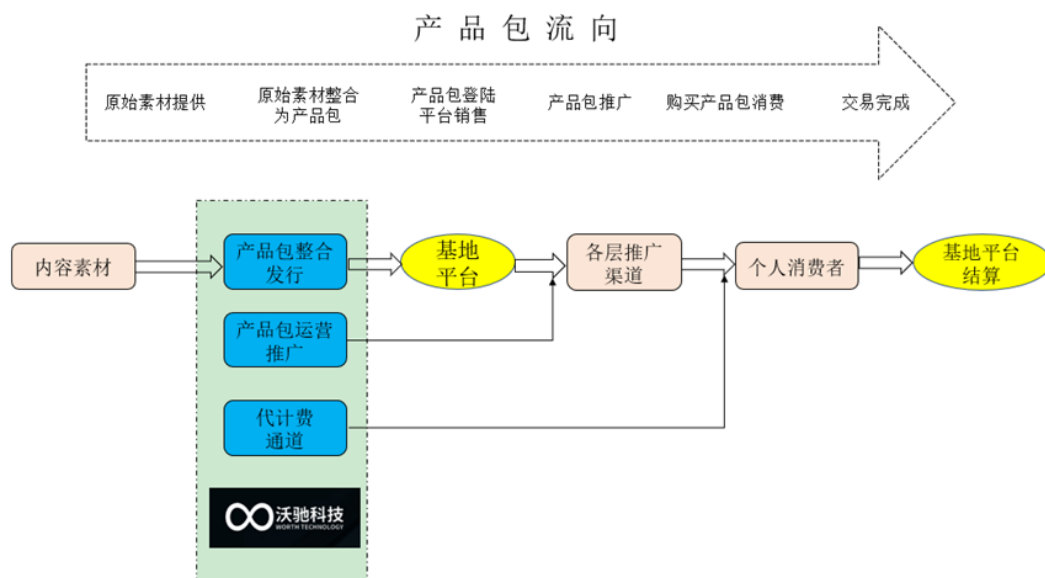 产品包流向
原始素材提供
原始素材整合
为产品包
产品包登陆
平台销售
产品包推广
购买产品包消费
交易完成
内容素材
产品包整合
发行
基地
平台
各层推广
渠道
个人消费者
基地平台
结算
产品包运营
推广
代计费
通道
沃驰科技
WORTH TECHNOLOGY